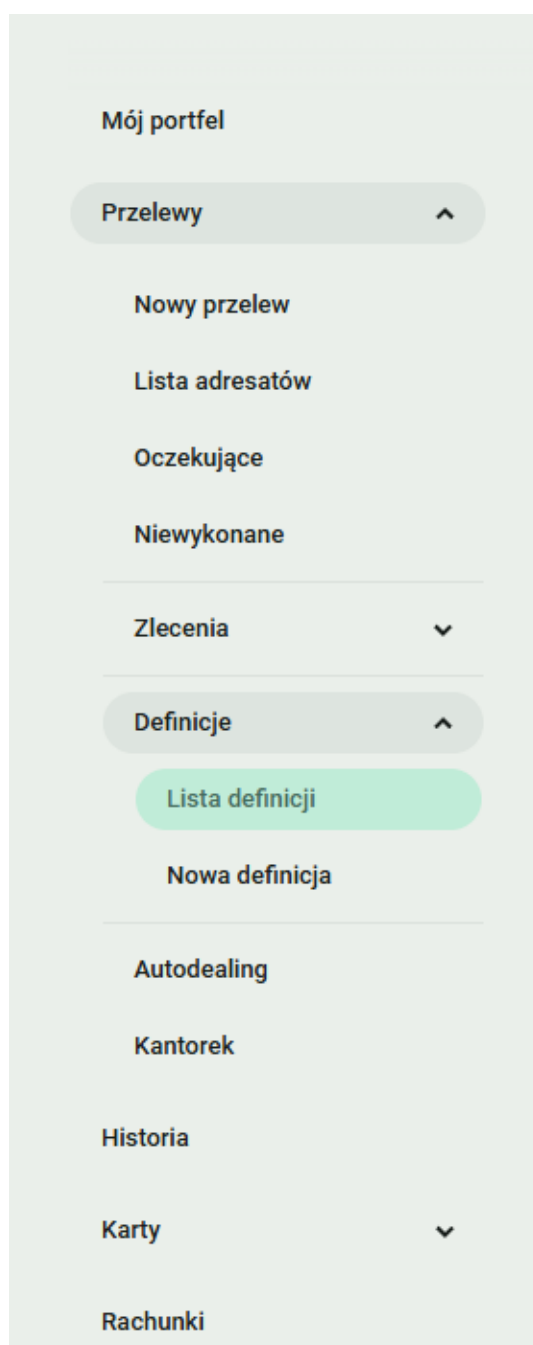 Mój portfel
Przelewy
Nowy przelew
Lista adresatów
Oczekujące
Niewykonane
Zlecenia
Definicje
Lista definicji
Nowa definicja
Autodealing
Kantorek
Historia
Karty
Rachunki